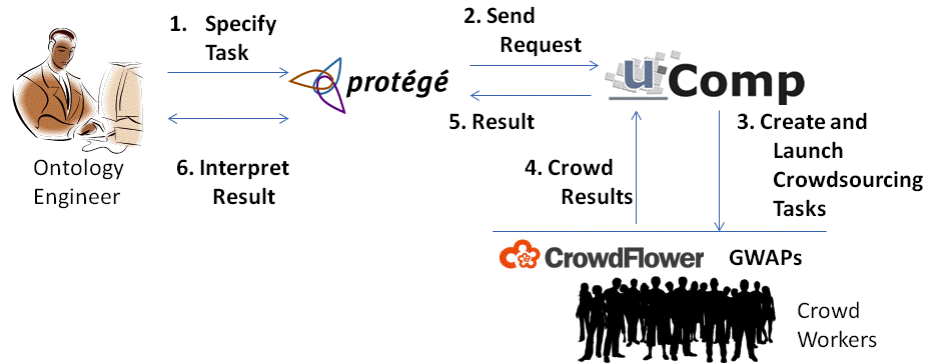 1. Specify
Task
protégé
2. Send
Request
uComp
5. Result
3. Create and
Launch
Crowdsourcing
Tasks
Ontology
Engineer
6. Interpret
Result
4. Crowd
Results
CrowdFlower
GWAPs
Crowd
Workers